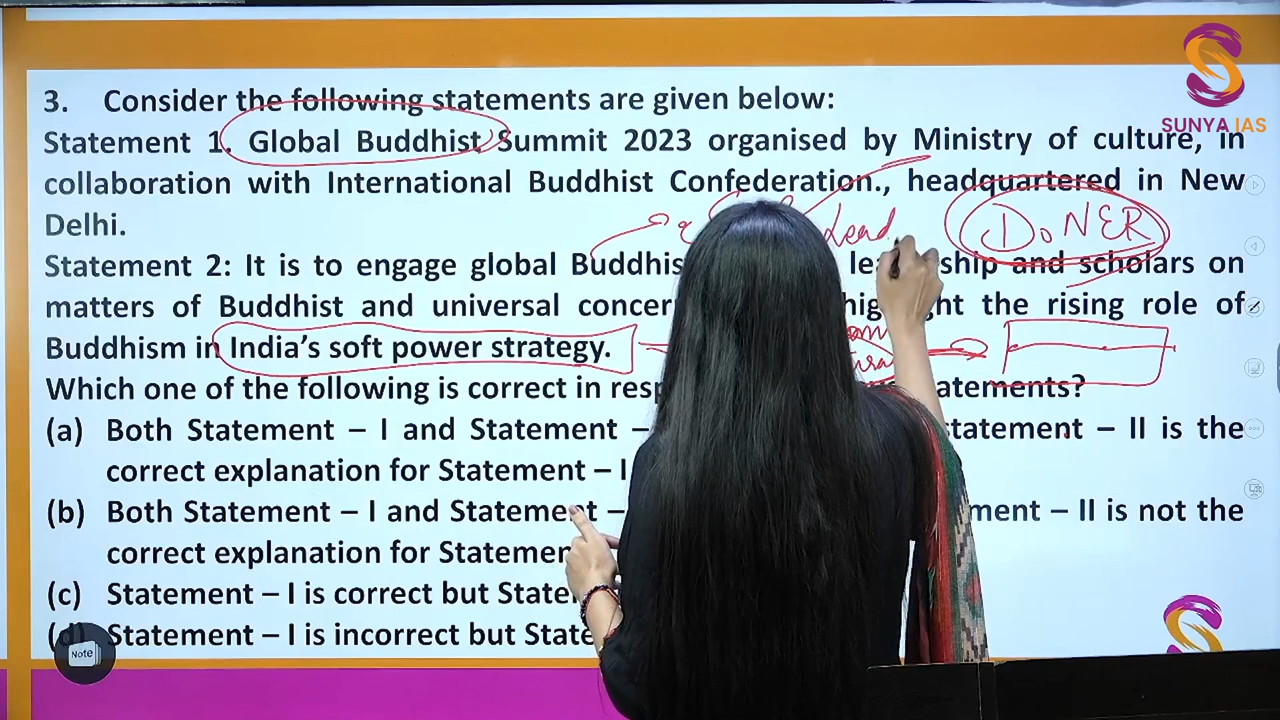 SUNYA IAS
3. Consider the following statements are given below:
Statement 1. Global Buddhist Summit 2023 organised by Ministry of culture, in
collaboration with International Buddhist Confederation., headquartered in New
Delhi.
Lead
DoNER
Statement 2: It is to engage global Buddhis ship and scholars on
matters of Buddhist and universal concer the rising role of
Buddhism in India's soft power strategy.
Which one of the following is correct in resp atements?
(a) Both Statement – I and Statement – statement – II is the
correct explanation for Statement – I
(b) Both Statement – I and Statement – ment – II is not the
correct explanation for Statemen
(c) Statement – I is correct but State
(d) Statement – I is incorrect but State
Note